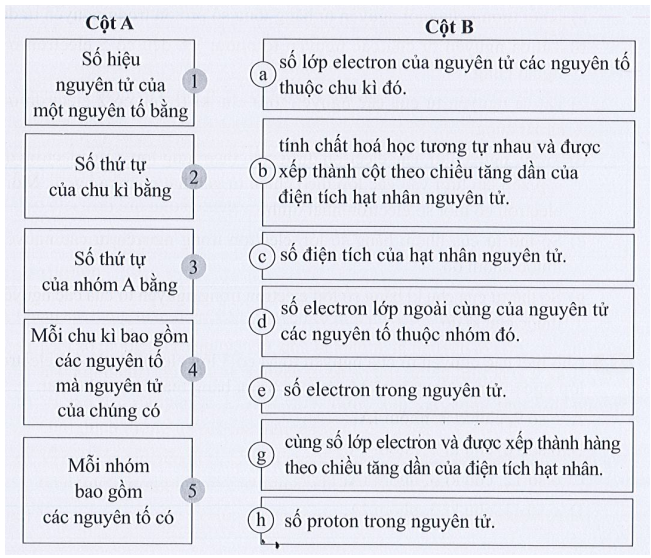 Cột A
Số hiệu
nguyên tử của
một nguyên tố bằng
1
Số thứ tự
của chu kì bằng
2
Số thứ tự
của nhóm A bằng
3
Mỗi chu kì bao gồm
các nguyên tố
mà nguyên tử
của chúng có
4
Mỗi nhóm
bao gồm
các nguyên tố có
5
Cột B
a
số lớp electron của nguyên tử các nguyên tố
thuộc chu kì đó.
b
tính chất hoá học tương tự nhau và được
xếp thành cột theo chiều tăng dần của
điện tích hạt nhân nguyên tử.
c
số điện tích của hạt nhân nguyên tử.
d
số electron lớp ngoài cùng của nguyên tử
các nguyên tố thuộc nhóm đó.
e
số electron trong nguyên tử.
g
cùng số lớp electron và được xếp thành hàng
theo chiều tăng dần của điện tích hạt nhân.
h
số proton trong nguyên tử.